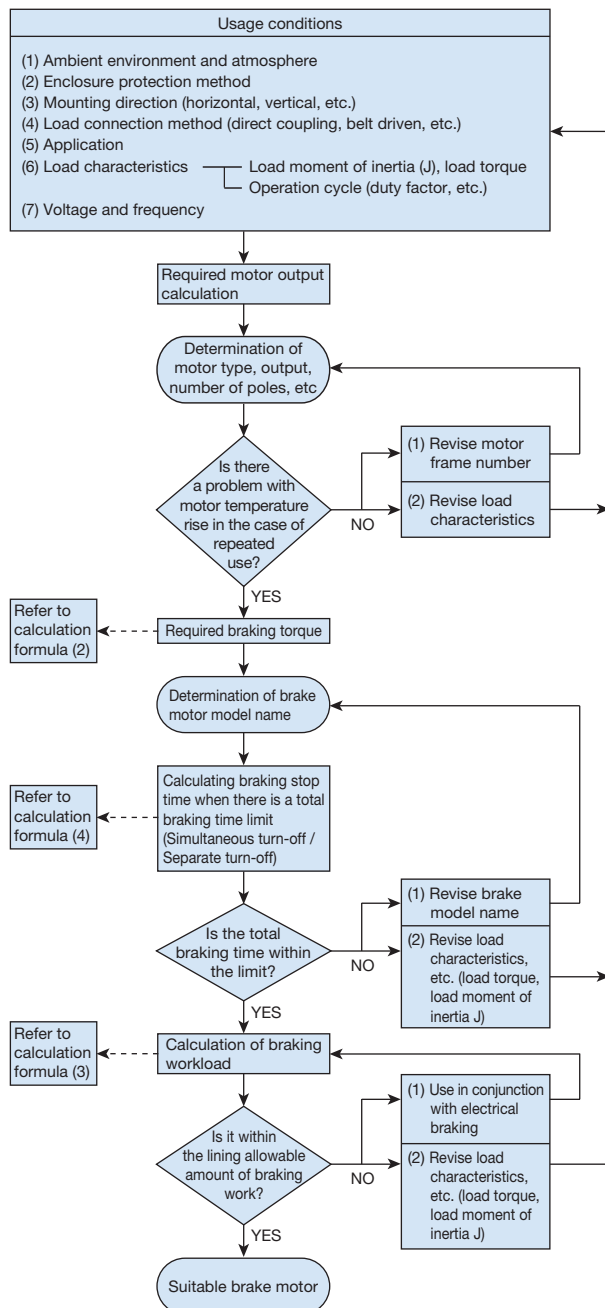 Usage conditions
(1) Ambient environment and atmosphere
(2) Enclosure protection method
(3) Mounting direction (horizontal, vertical, etc.)
(4) Load connection method (direct coupling, belt driven, etc.)
(5) Application
(6) Load characteristics
Load moment of inertia (J), load torque
Operation cycle (duty factor, etc.)
(7) Voltage and frequency
Required motor output
calculation
Determination of
motor type, output,
number of poles, etc
Is there
a problem with
motor temperature
rise in the case of
repeated
use?
NO
(1) Revise motor
frame number
(2) Revise load
characteristics
YES
Refer to
calculation
formula (2)
Required braking torque
Determination of brake
motor model name
Refer to
calculation
formula (4)
Calculating braking stop
time when there is a total
braking time limit
(Simultaneous turn-off /
Separate turn-off)
Is the total
braking time within
the limit?
NO
(1) Revise brake
model name
(2) Revise load
characteristics,
etc. (load torque,
load moment of
inertia J)
YES
Refer to
calculation
formula (3)
Calculation of braking
workload
Is it within
the lining allowable
amount of braking
work?
NO
(1) Use in conjunction
with electrical
braking
(2) Revise load
characteristics,
etc. (load torque,
load moment of
inertia J)
YES
Suitable brake motor